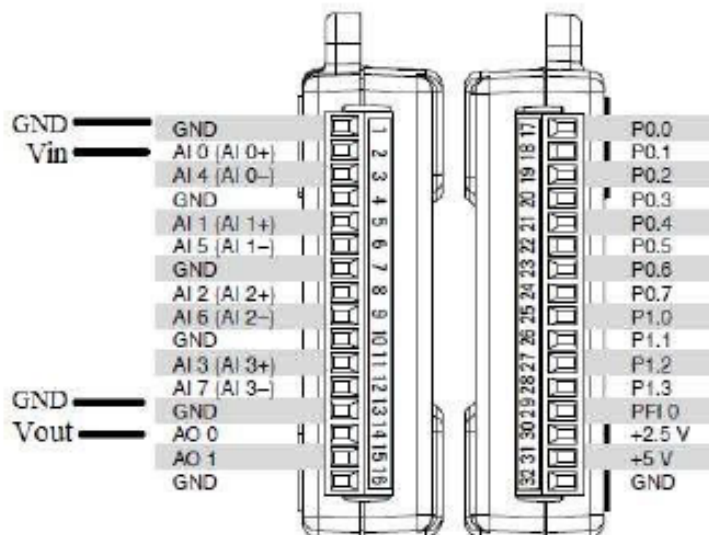 GND
GND
1
Vin
AI 0 (AI 0+)
2
AI 4 (AI 0–)
3
GND
4
AI 1 (AI 1+)
5
AI 5 (AI 1–)
6
GND
7
AI 2 (AI 2+)
8
AI 6 (AI 2–)
9
GND
10
AI 3 (AI 3+)
11
AI 7 (AI 3–)
12
GND
GND
13
Vout
AO 0
14
AO 1
15
GND
16
17
P0.0
18
P0.1
19
P0.2
20
P0.3
21
P0.4
22
P0.5
23
P0.6
24
P0.7
25
P1.0
26
P1.1
27
P1.2
28
P1.3
29
PFI 0
30
+2.5 V
31
+5 V
32
GND